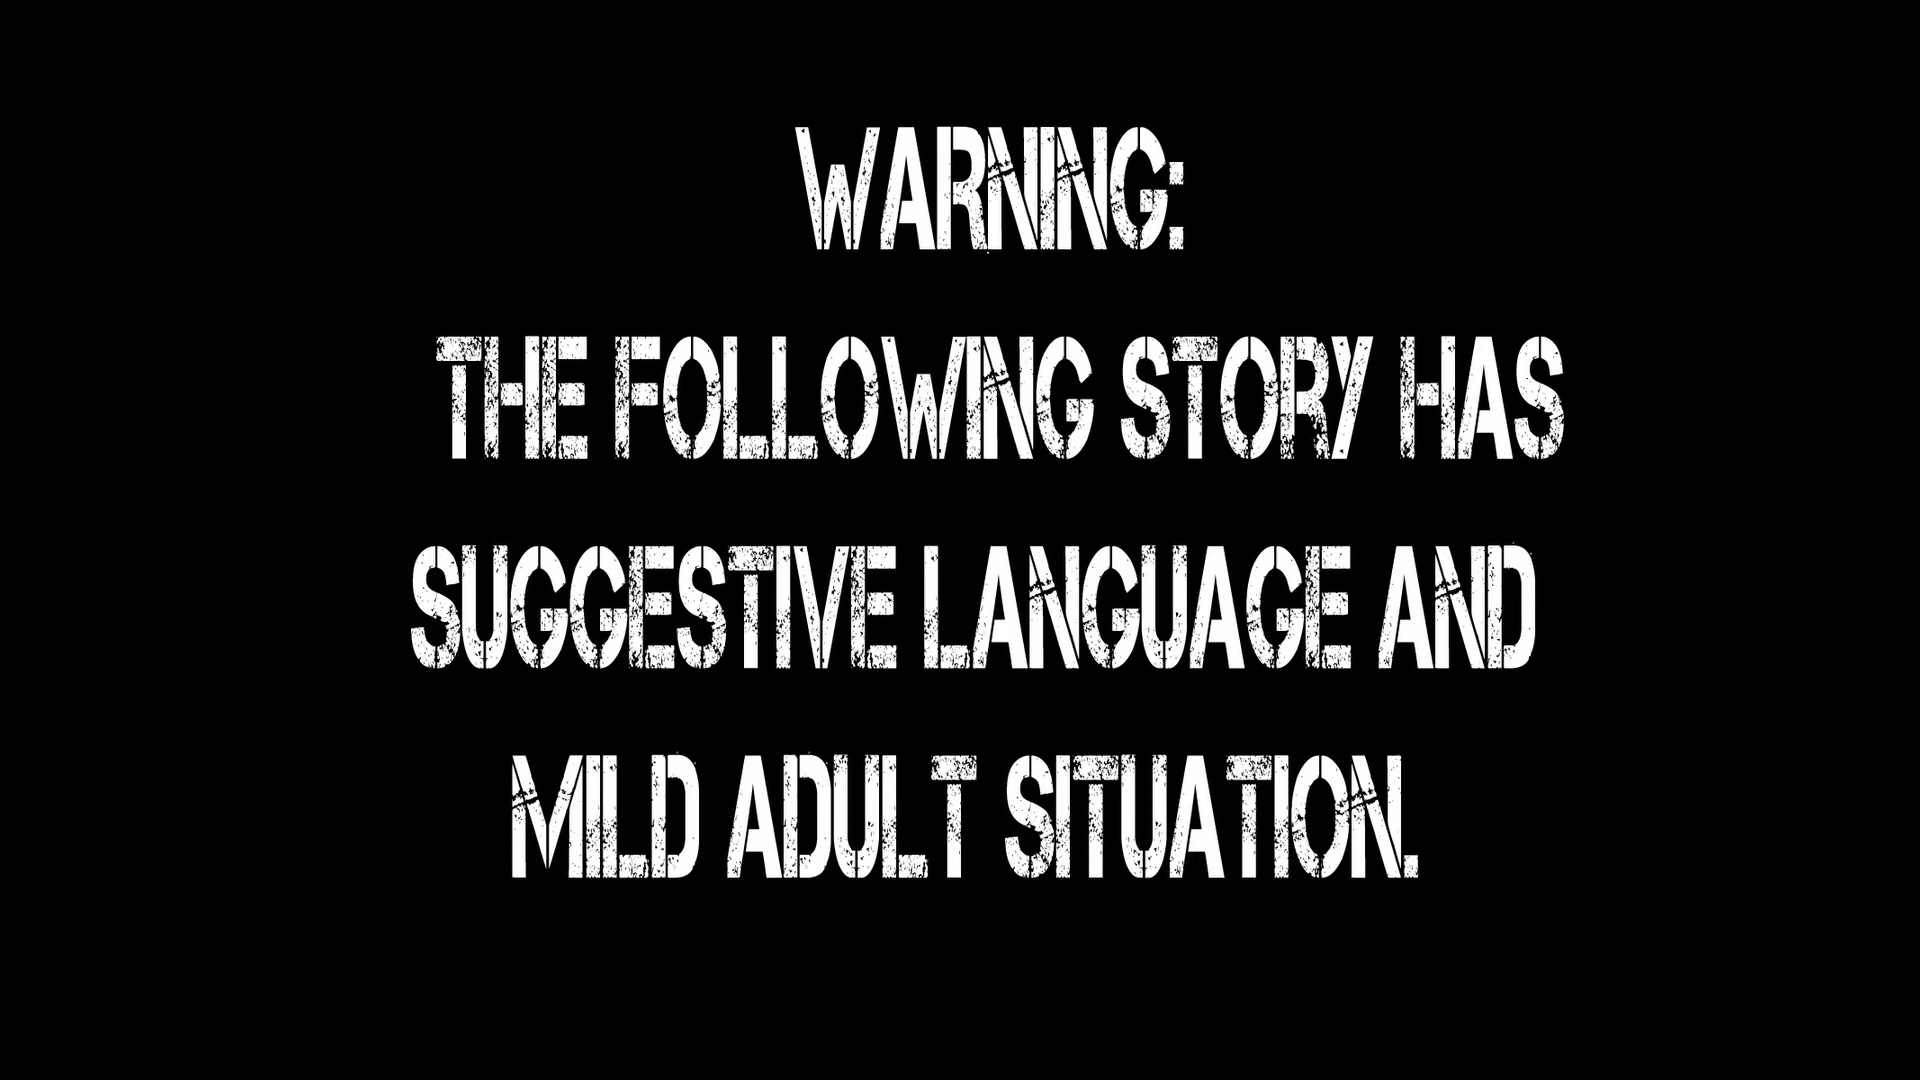 WARNING:
THE FOLLOWING STORY HAS
SUGGESTIVE LANGUAGE AND
MILD ADULT SITUATION.